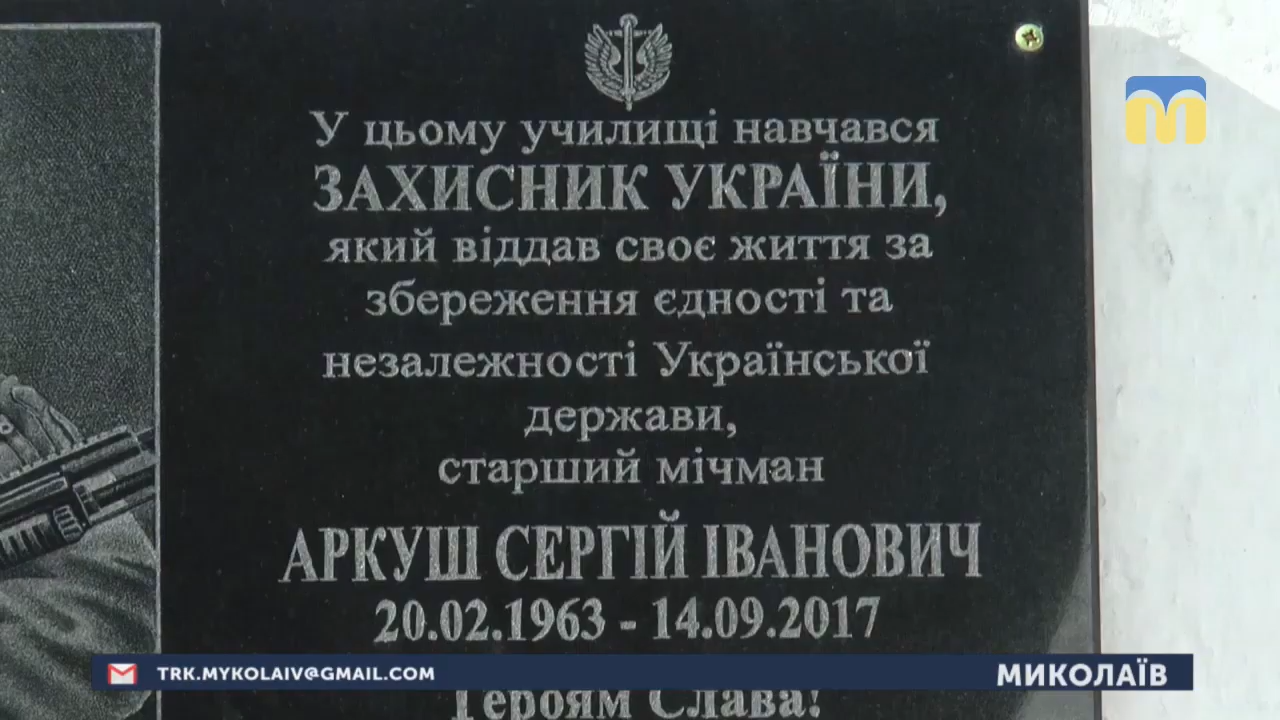 У цьому училищі навчався
ЗАХИСНИК УКРАЇНИ,
який віддав своє життя за
збереження єдності та
незалежності Української
держави,
старший мічман
АРКУШ СЕРГІЙ ІВАНОВИЧ
20.02.1963 - 14.09.2017
TRK.MYKOLAIV@GMAIL.COM
МИКОЛАЇВ
Героям Слава!